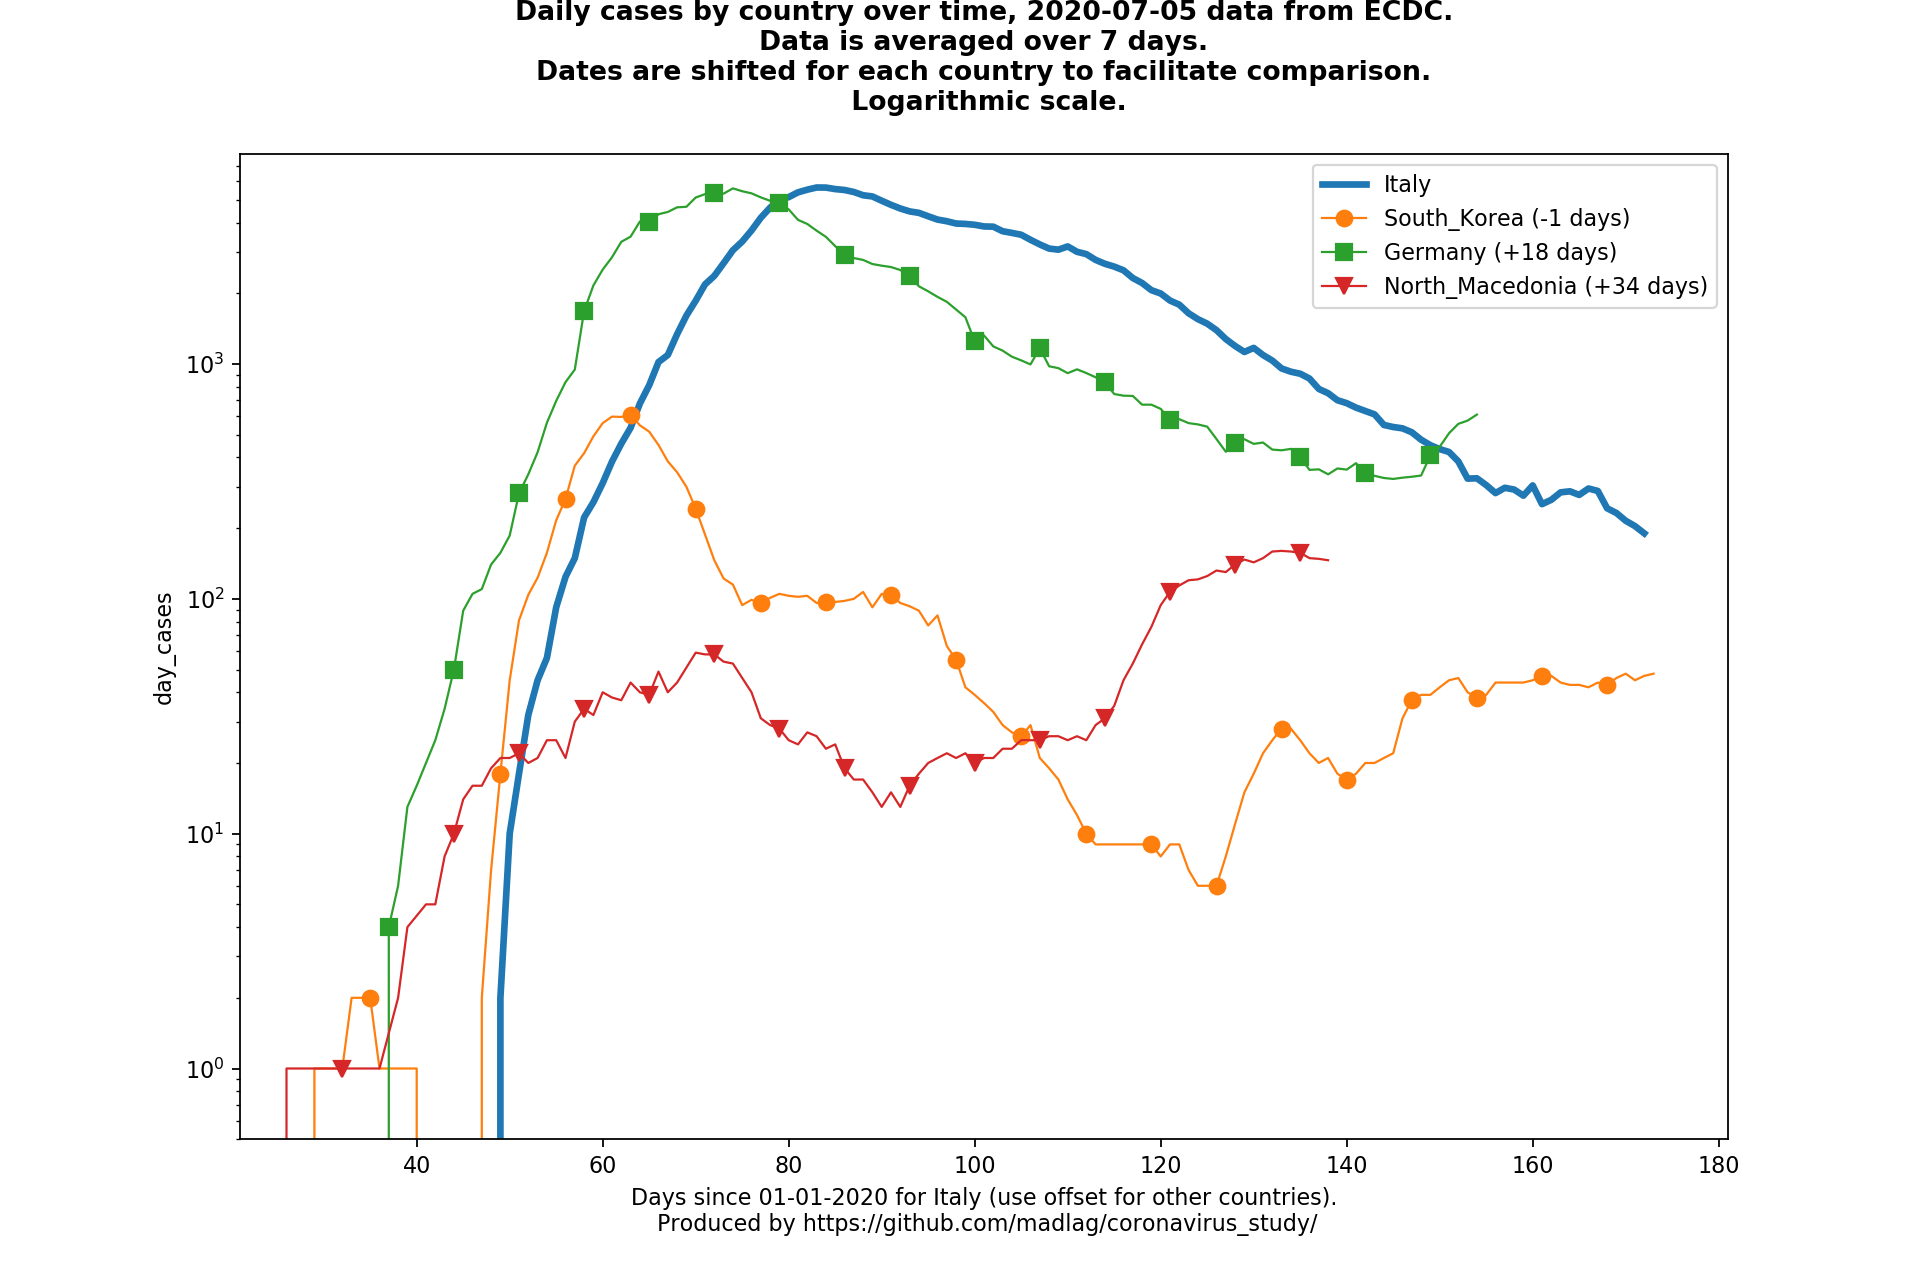 Daily cases by country over time, 2020-07-05 data from ECDC.
Data is averaged over 7 days.
Dates are shifted for each country to facilitate comparison.
Logarithmic scale.
Italy
South_Korea (-1 days)
Germany (+18 days)
North_Macedonia (+34 days)
day_cases
10³
10²
10¹
10⁰
40 60 80 100 120 140 160 180
Days since 01-01-2020 for Italy (use offset for other countries).
Produced by https://github.com/madlag/coronavirus_study/